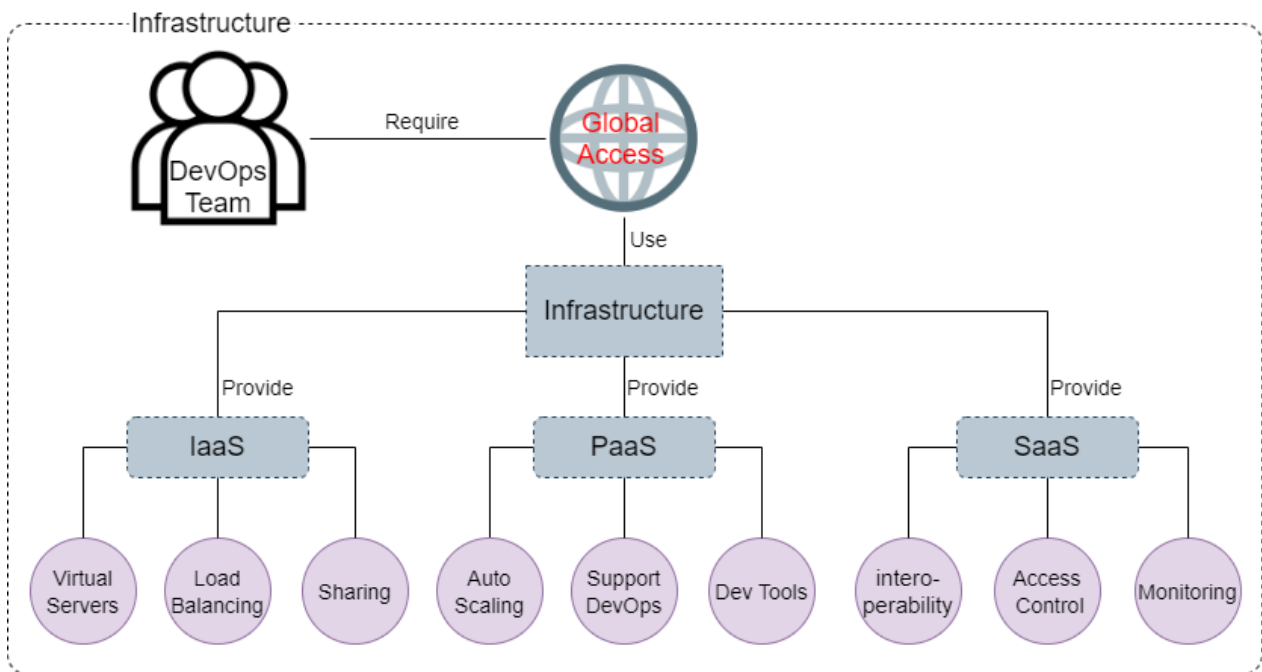 Infrastructure
DevOps
Team
Require
Global
Access
Use
Infrastructure
Provide
Provide
Provide
IaaS
PaaS
SaaS
Virtual
Servers
Load
Balancing
Sharing
Auto
Scaling
Support
DevOps
Dev Tools
intero-
perability
Access
Control
Monitoring